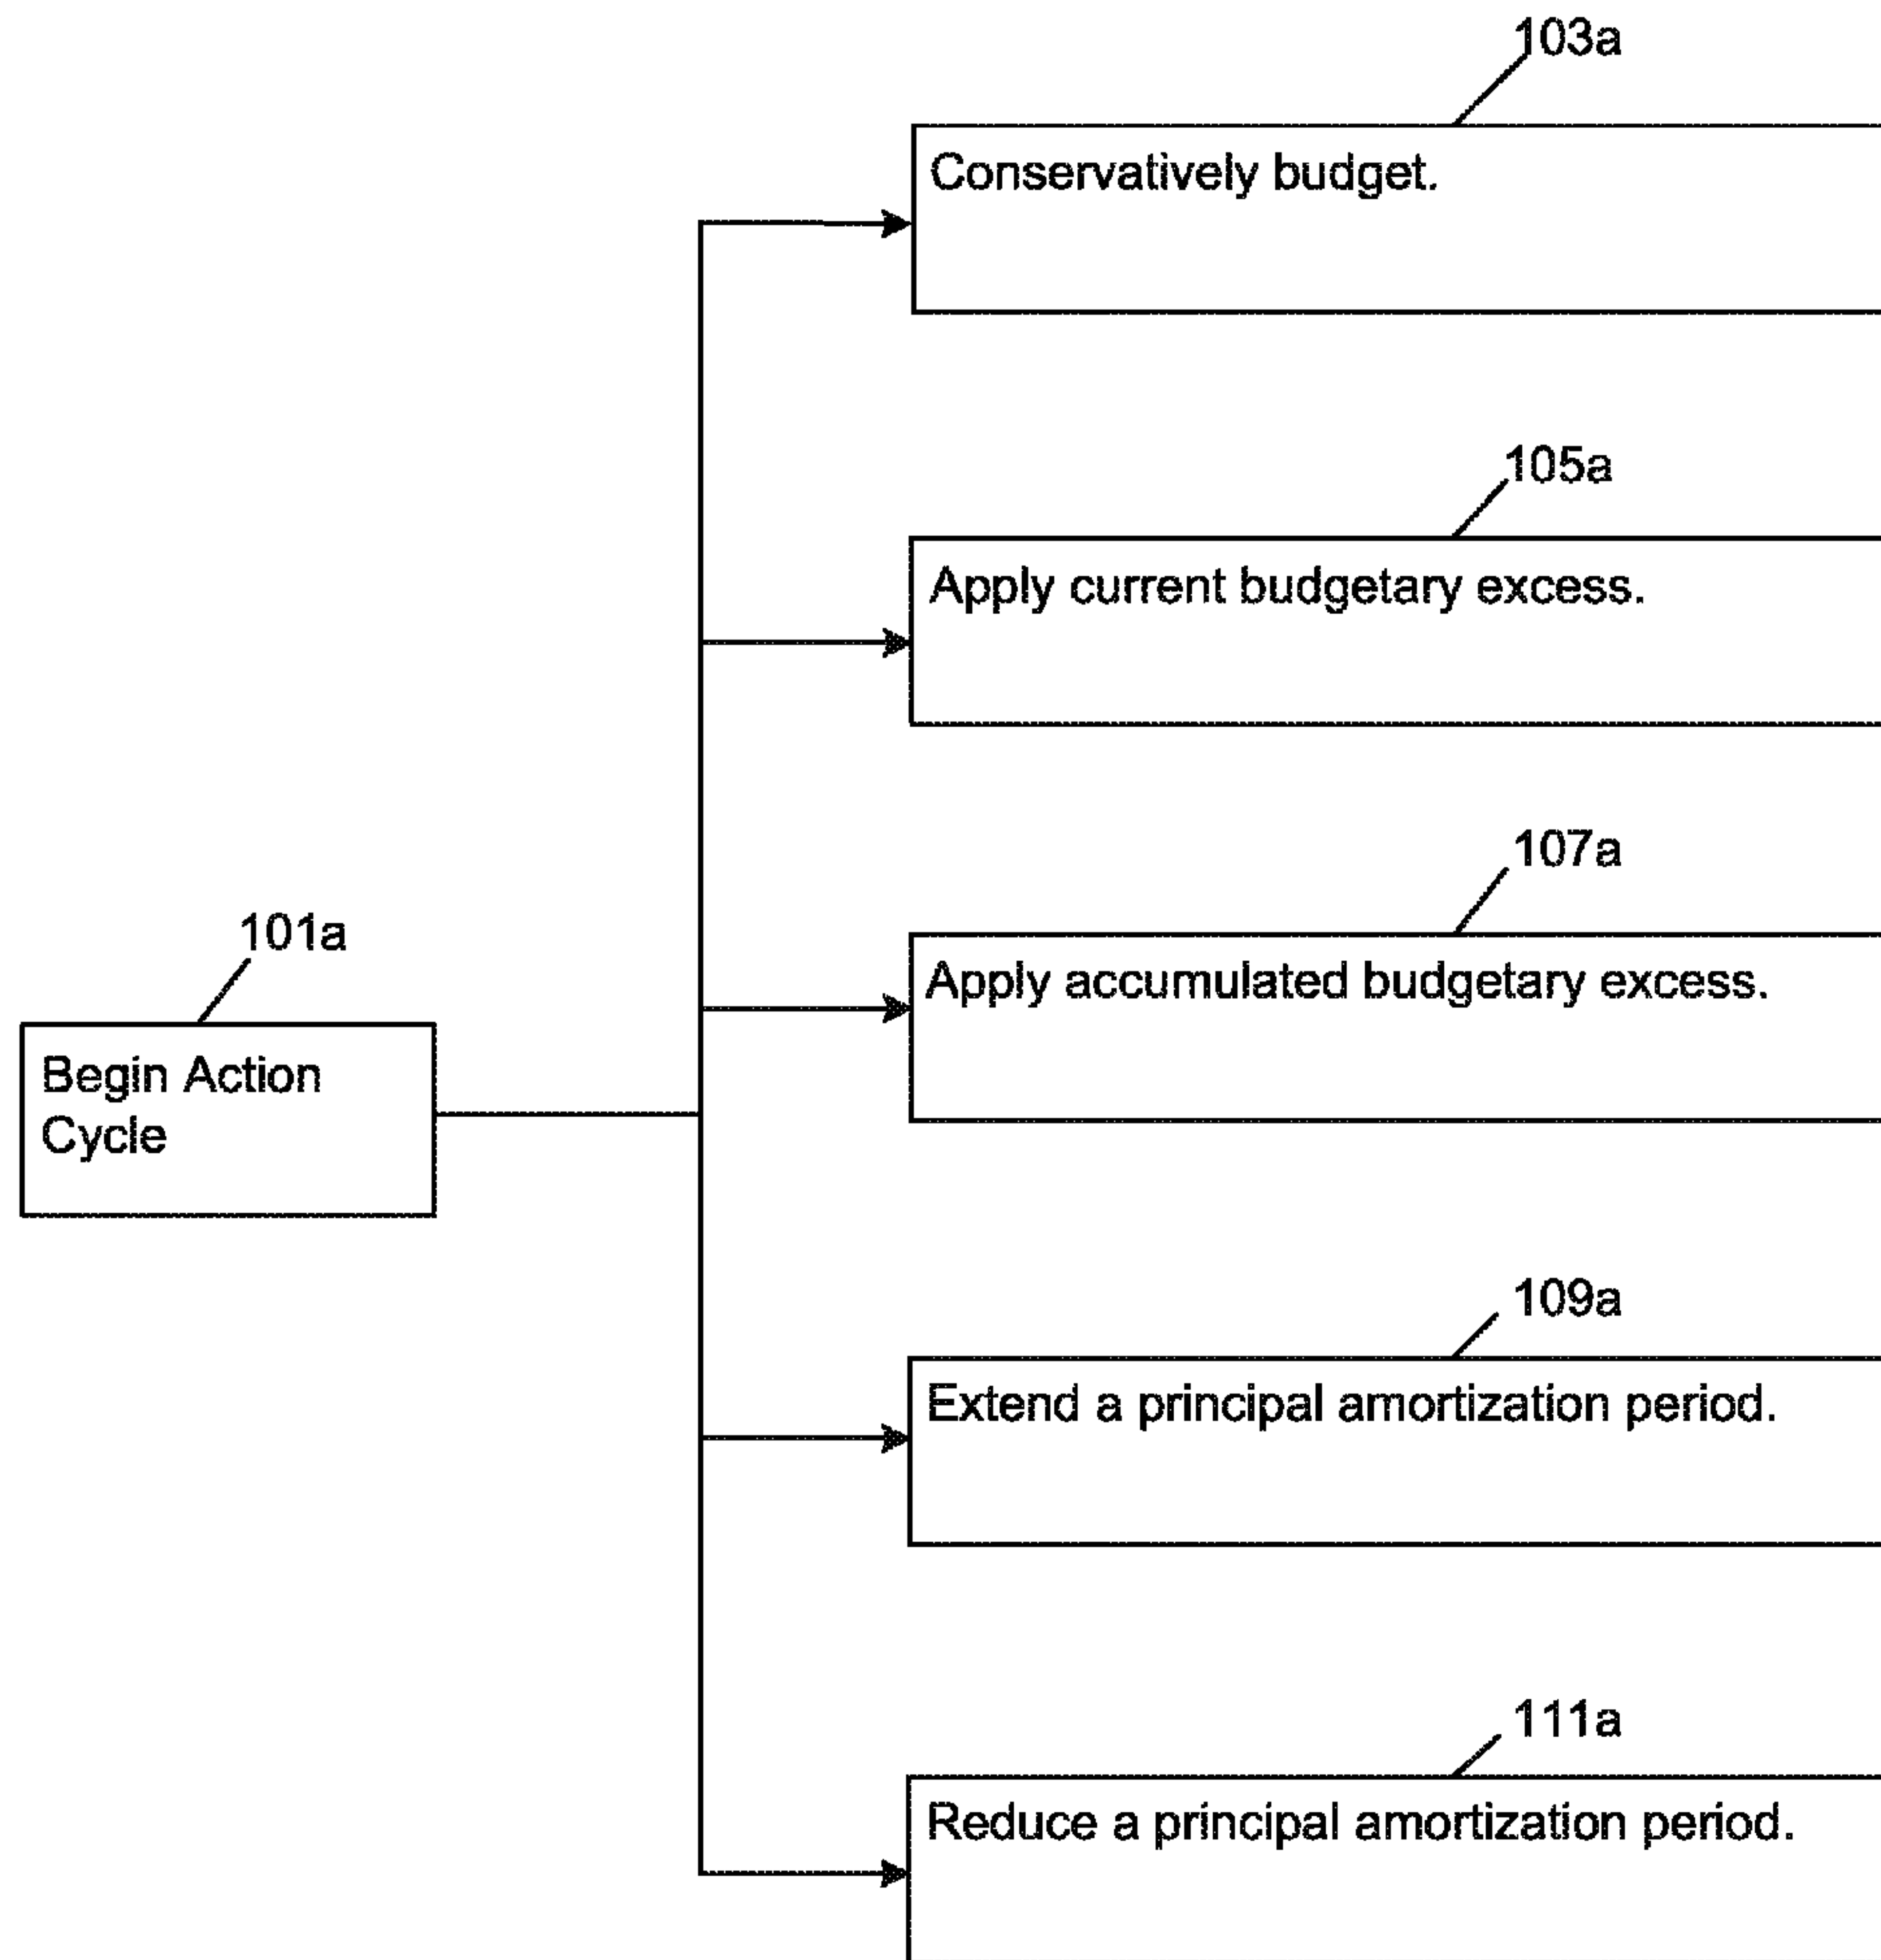 103a
Conservatively budget.
105a
Apply current budgetary excess.
107a
Apply accumulated budgetary excess.
101a
Begin Action
Cycle
109a
Extend a principal amortization period.
111a
Reduce a principal amortization period.